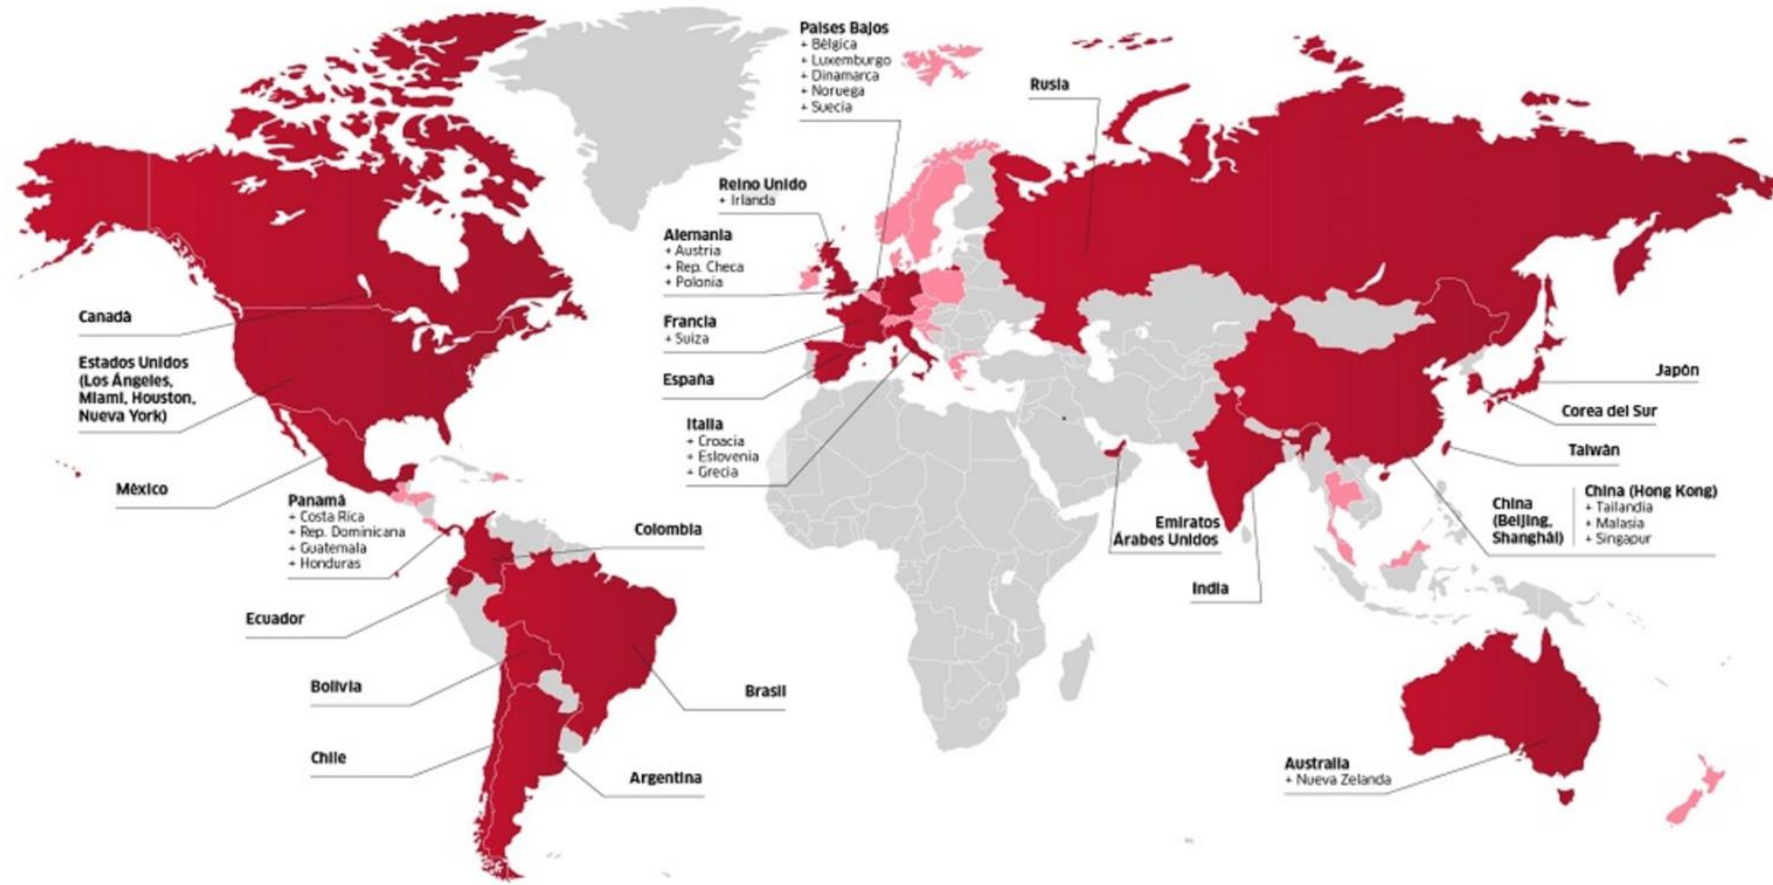 Países Bajos
+ Bélgica
+ Luxemburgo
+ Dinamarca
+ Noruega
+ Suecia
Rusia
Reino Unido
+ Irlanda
Alemania
+ Austria
+ Rep. Checa
+ Polonia
Canadá
Francia
+ Suiza
Estados Unidos
(Los Ángeles,
Miami, Houston,
Nueva York)
España
Japón
Corea del Sur
Italia
+ Croacia
+ Eslovenia
+ Grecia
Taiwán
México
Panamá
+ Costa Rica
+ Rep. Dominicana
+ Guatemala
+ Honduras
Colombia
Emiratos
Árabes Unidos
China
(Beijing,
Shanghái)
China (Hong Kong)
+ Tailandia
+ Malasia
+ Singapur
India
Ecuador
Bolivia
Brasil
Chile
Argentina
Australia
+ Nueva Zelanda